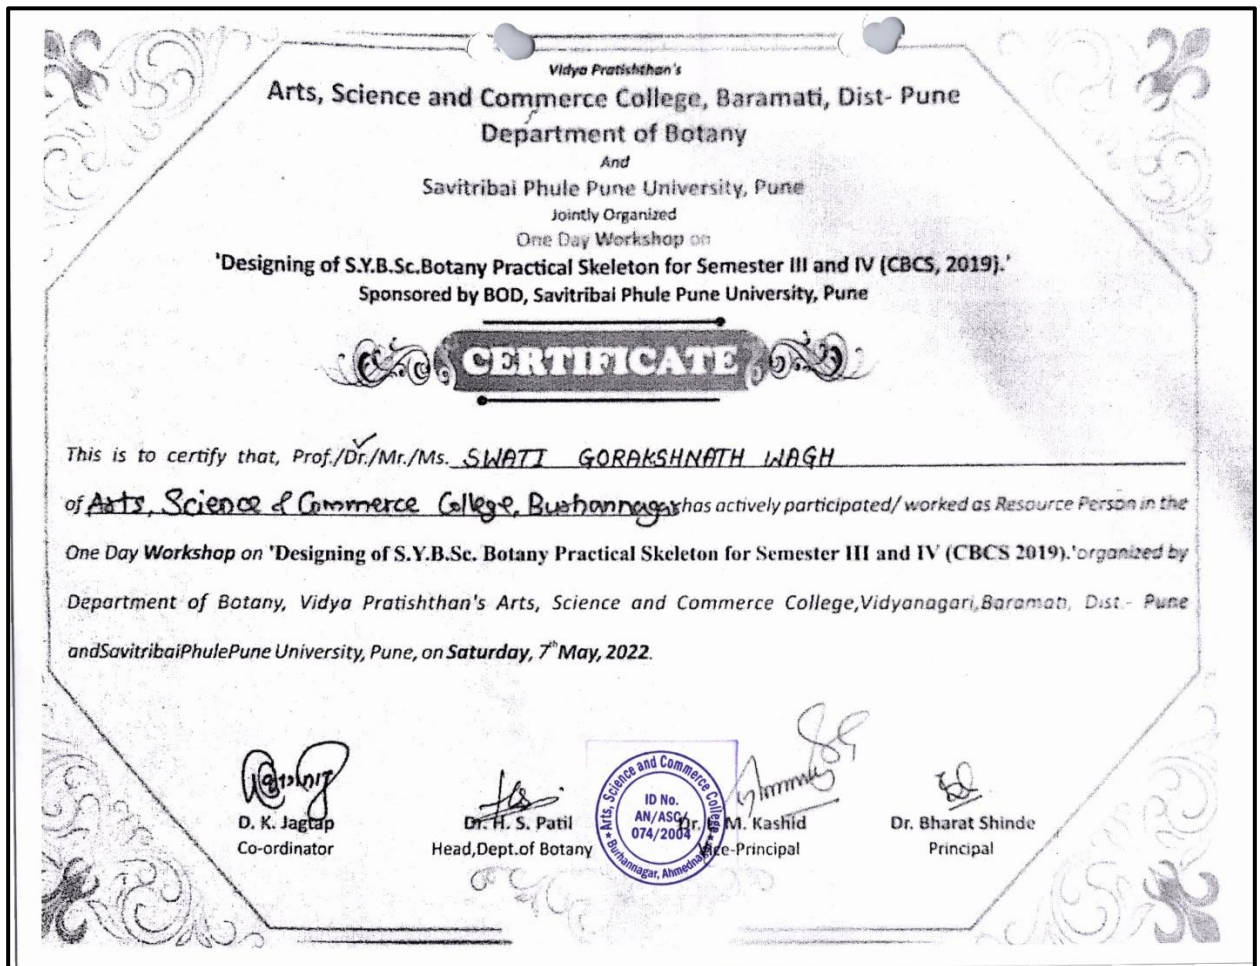 Vidya Pratishthan's
Arts, Science and Commerce College, Baramati, Dist- Pune
Department of Botany
And
Savitribai Phule Pune University, Pune
Jointly Organized
One Day Workshop on
'Designing of S.Y.B.Sc.Botany Practical Skeleton for Semester III and IV (CBCS, 2019).'
Sponsored by BOD, Savitribai Phule Pune University, Pune
CERTIFICATE
This is to certify that, Prof./Dr./Mr./Ms. SWATI GORAKSHNATH WAGH
of Arts, Science & Commerce College, Burhannagar has actively participated/ worked as Resource Person in the
One Day Workshop on 'Designing of S.Y.B.Sc. Botany Practical Skeleton for Semester III and IV (CBCS 2019).'organized by
Department of Botany, Vidya Pratishthan's Arts, Science and Commerce College,Vidyanagari,Baramati, Dist.- Pune
andSavitribaiPhulePune University, Pune, on Saturday, 7th May, 2022.
D. K. Jagtap
Co-ordinator
Dr. H. S. Patil
Head,Dept.of Botany
Arts, Science and Commerce College
Burhannagar, Ahmednagar
ID No.
AN/ASC/
074/2004
Dr. M. Kashid
Vice-Principal
Dr. Bharat Shinde
Principal